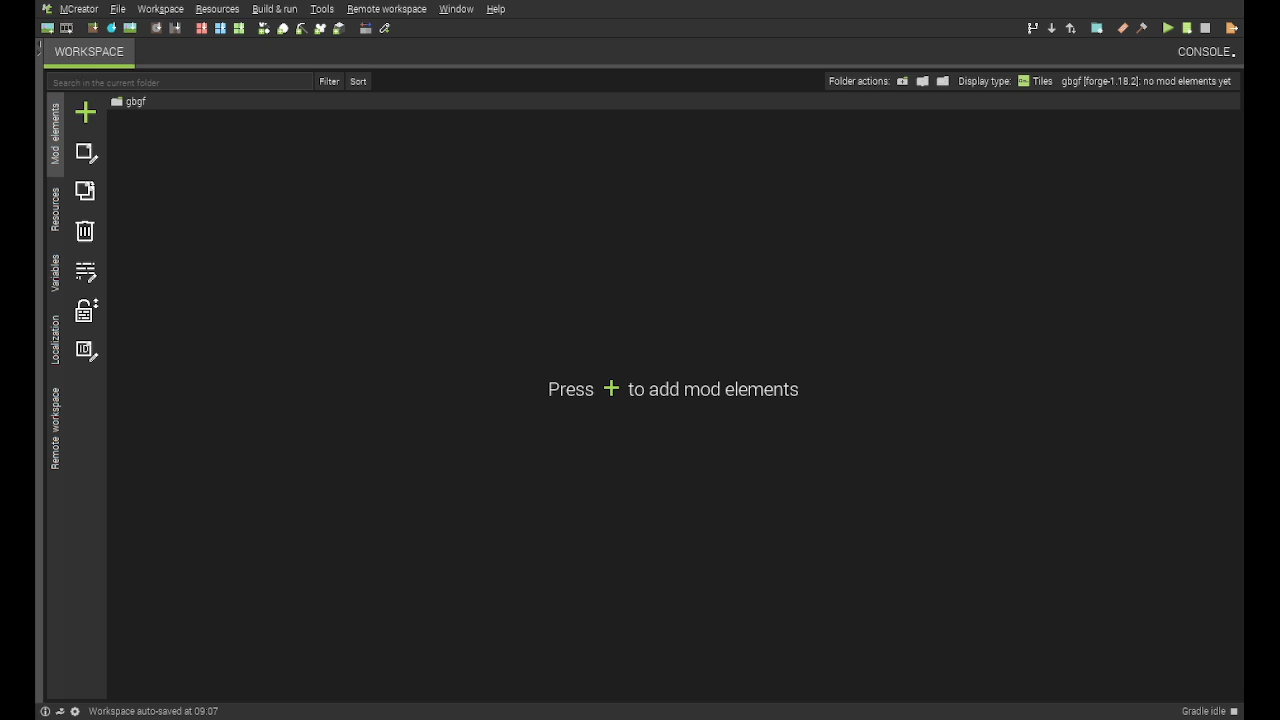 MCreator File Workspace Resources Build & run Tools Remote workspace Window Help
WORKSPACE
CONSOLE
Search in the current folder
Filter Sort
Folder actions: Display type: Tiles gbgf [forge-1.18.2]: no mod elements yet
gbgf
Mod elements
Resources
Variables
Localization
Remote workspace
ID
Press + to add mod elements
Workspace auto-saved at 09:07
Gradle idle